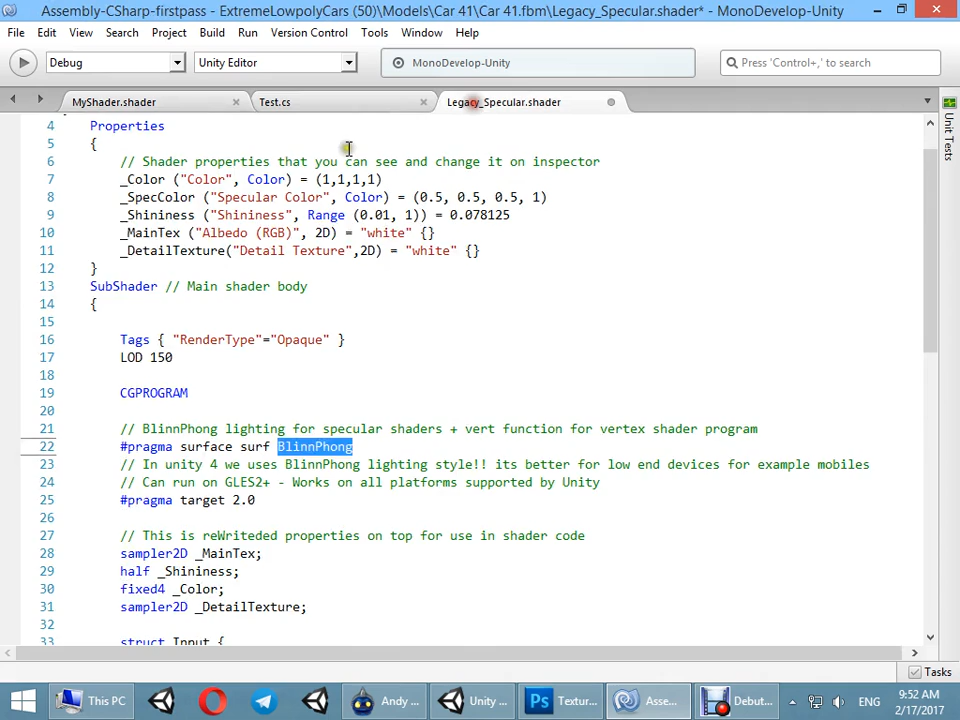 Assembly-CSharp-firstpass - ExtremeLowpolyCars (50)\Models\Car 41\Car 41.fbm\Legacy_Specular.shader* - MonoDevelop-Unity
File Edit View Search Project Build Run Version Control Tools Window Help
Debug Unity Editor MonoDevelop-Unity Press 'Control+,' to search
MyShader.shader Test.cs Legacy_Specular.shader
Unit Tests
4 Properties
5 {
6 // Shader properties that you can see and change it on inspector
7 _Color ("Color", Color) = (1,1,1,1)
8 _SpecColor ("Specular Color", Color) = (0.5, 0.5, 0.5, 1)
9 _Shininess ("Shininess", Range (0.01, 1)) = 0.078125
10 _MainTex ("Albedo (RGB)", 2D) = "white" {}
11 _DetailTexture("Detail Texture",2D) = "white" {}
12 }
13 SubShader // Main shader body
14 {
15
16 Tags { "RenderType"="Opaque" }
17 LOD 150
18
19 CGPROGRAM
20
21 // BlinnPhong lighting for specular shaders + vert function for vertex shader program
22 #pragma surface surf BlinnPhong
23 // In unity 4 we uses BlinnPhong lighting style!! its better for low end devices for example mobiles
24 // Can run on GLES2+ - Works on all platforms supported by Unity
25 #pragma target 2.0
26
27 // This is reWriteded properties on top for use in shader code
28 sampler2D _MainTex;
29 half _Shininess;
30 fixed4 _Color;
31 sampler2D _DetailTexture;
32
33 struct Input {
Tasks
This PC Andy ... Unity ... Ps Textur... Asse... Debut... ENG 9:52 AM
2/17/2017